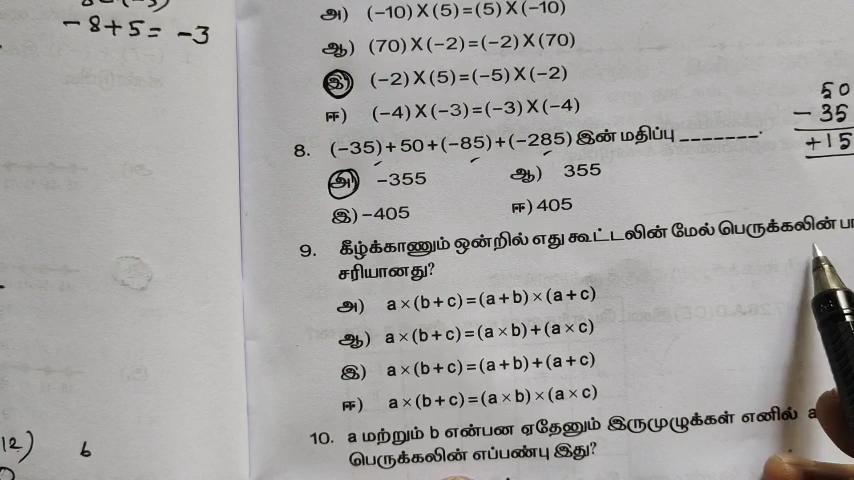 -8+5 = -3
அ) (-10)X(5)=(5)X(-10)
ஆ) (70)X(-2)=(-2)X(70)
இ) (-2)X(5)=(-5)X(-2)
ஈ) (-4)X(-3)=(-3)X(-4)
50
- 35
+15
8. (-35)+50+(-85)+(-285) இன் மதிப்பு _______.
அ) -355 ஆ) 355
இ) -405 ஈ) 405
9. கீழ்க்காணும் ஒன்றில் எது கூட்டலின் மேல் பெருக்கலின்
சரியானது?
அ) a×(b+c)=(a+b)×(a+c)
ஆ) a×(b+c)=(a×b)+(a×c)
இ) a×(b+c)=(a+b)+(a+c)
ஈ) a×(b+c)=(a×b)×(a×c)
10. a மற்றும் b என்பன ஏதேனும் இருமுழுக்கள் எனில் a
பெருக்கலின் எப்பண்பு இது?
12) 6